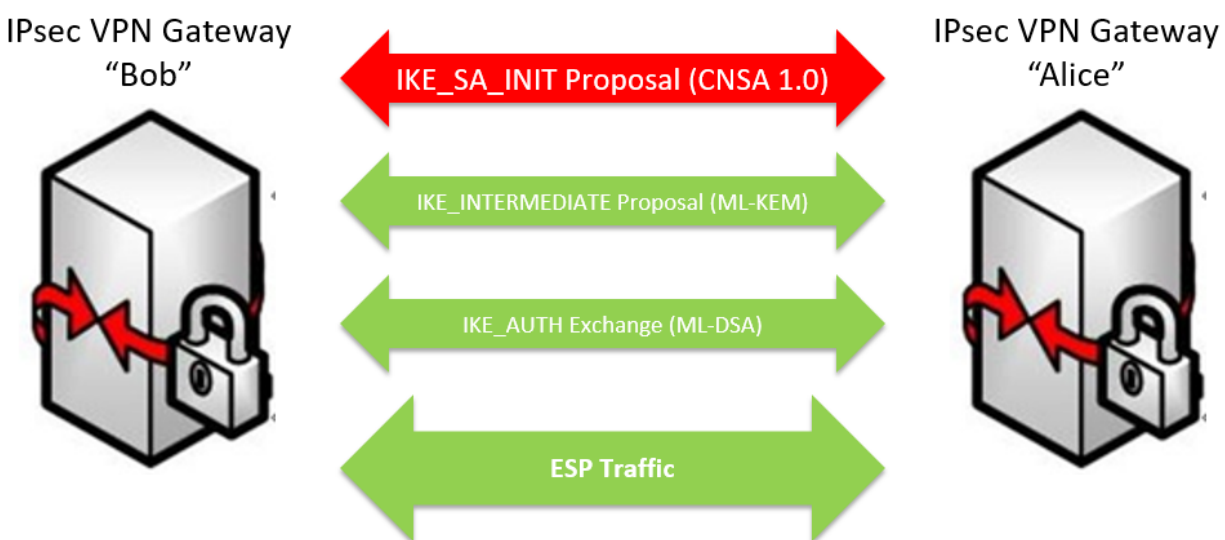 IPsec VPN Gateway
“Bob”
IPsec VPN Gateway
“Alice”
IKE_SA_INIT Proposal (CNSA 1.0)
IKE_INTERMEDIATE Proposal (ML-KEM)
IKE_AUTH Exchange (ML-DSA)
ESP Traffic